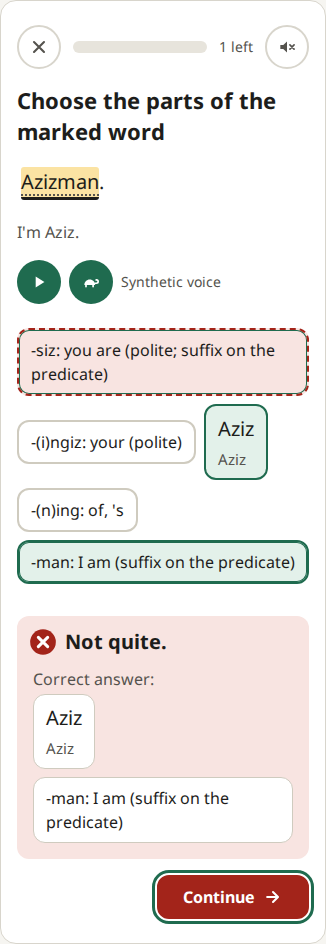 1 left
Choose the parts of the
marked word
Azizman.
I'm Aziz.
Synthetic voice
-siz: you are (polite; suffix on the
predicate)
-(i)ngiz: your (polite)
Aziz
Aziz
-(n)ing: of, 's
-man: I am (suffix on the predicate)
Not quite.
Correct answer:
Aziz
Aziz
-man: I am (suffix on the
predicate)
Continue